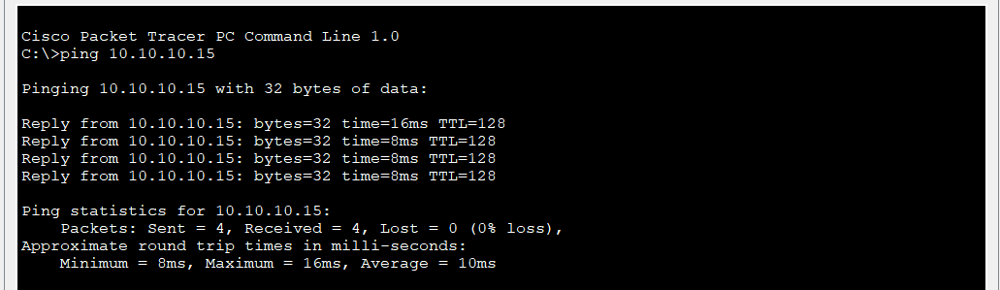 Cisco Packet Tracer PC Command Line 1.0
C:\>ping 10.10.10.15
Pinging 10.10.10.15 with 32 bytes of data:
Reply from 10.10.10.15: bytes=32 time=16ms TTL=128
Reply from 10.10.10.15: bytes=32 time=8ms TTL=128
Reply from 10.10.10.15: bytes=32 time=8ms TTL=128
Reply from 10.10.10.15: bytes=32 time=8ms TTL=128
Ping statistics for 10.10.10.15:
Packets: Sent = 4, Received = 4, Lost = 0 (0% loss),
Approximate round trip times in milli-seconds:
Minimum = 8ms, Maximum = 16ms, Average = 10ms